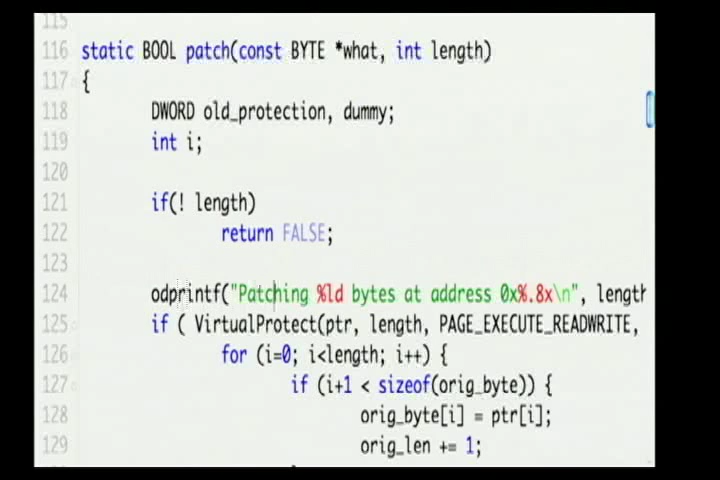 115
116 static BOOL patch(const BYTE *what, int length)
117 {
118 DWORD old_protection, dummy;
119 int i;
120
121 if(! length)
122 return FALSE;
123
124 odprintf("Patching %ld bytes at address 0x%.8x\n", length
125 if ( VirtualProtect(ptr, length, PAGE_EXECUTE_READWRITE,
126 for (i=0; i<length; i++) {
127 if (i+1 < sizeof(orig_byte)) {
128 orig_byte[i] = ptr[i];
129 orig_len += 1;